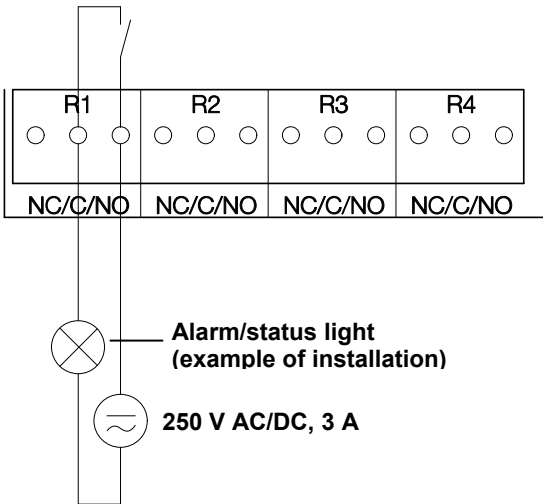 R1 R2 R3 R4
NC/C/NO NC/C/NO NC/C/NO NC/C/NO
Alarm/status light
(example of installation)
250 V AC/DC, 3 A